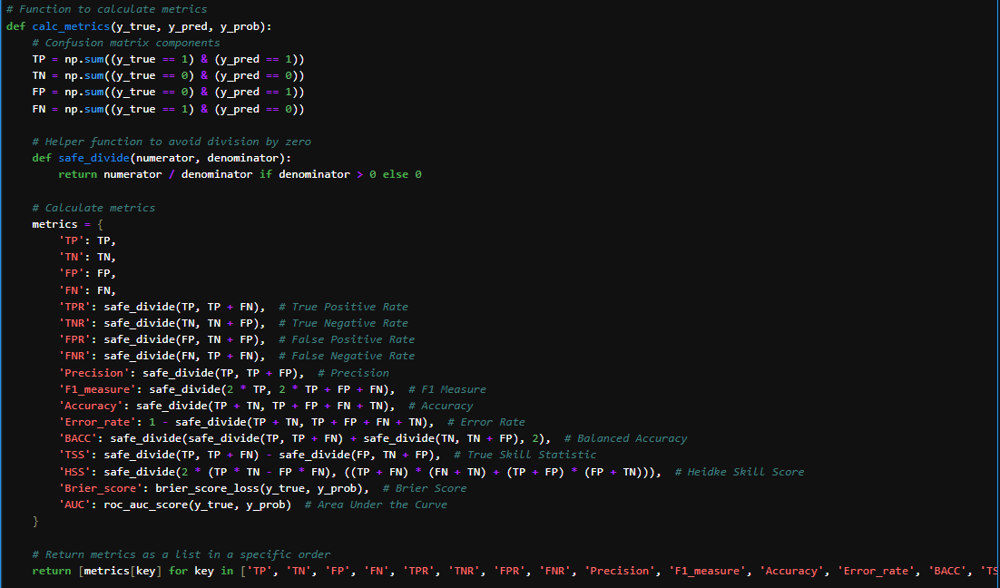 # Function to calculate metrics
def calc_metrics(y_true, y_pred, y_prob):
    # Confusion matrix components
    TP = np.sum((y_true == 1) & (y_pred == 1))
    TN = np.sum((y_true == 0) & (y_pred == 0))
    FP = np.sum((y_true == 0) & (y_pred == 1))
    FN = np.sum((y_true == 1) & (y_pred == 0))

    # Helper function to avoid division by zero
    def safe_divide(numerator, denominator):
        return numerator / denominator if denominator > 0 else 0

    # Calculate metrics
    metrics = {
        'TP': TP,
        'TN': TN,
        'FP': FP,
        'FN': FN,
        'TPR': safe_divide(TP, TP + FN),  # True Positive Rate
        'TNR': safe_divide(TN, TN + FP),  # True Negative Rate
        'FPR': safe_divide(FP, TN + FP),  # False Positive Rate
        'FNR': safe_divide(FN, TP + FN),  # False Negative Rate
        'Precision': safe_divide(TP, TP + FP),  # Precision
        'F1_measure': safe_divide(2 * TP, 2 * TP + FP + FN),  # F1 Measure
        'Accuracy': safe_divide(TP + TN, TP + FP + FN + TN),  # Accuracy
        'Error_rate': 1 - safe_divide(TP + TN, TP + FP + FN + TN),  # Error Rate
        'BACC': safe_divide(safe_divide(TP, TP + FN) + safe_divide(TN, TN + FP), 2),  # Balanced Accuracy
        'TSS': safe_divide(TP, TP + FN) - safe_divide(FP, TN + FP),  # True Skill Statistic
        'HSS': safe_divide(2 * (TP * TN - FP * FN), ((TP + FN) * (FN + TN) + (TP + FP) * (FP + TN))),  # Heidke Skill Score
        'Brier_score': brier_score_loss(y_true, y_prob),  # Brier Score
        'AUC': roc_auc_score(y_true, y_prob)  # Area Under the Curve
    }

    # Return metrics as a list in a specific order
    return [metrics[key] for key in ['TP', 'TN', 'FP', 'FN', 'TPR', 'TNR', 'FPR', 'FNR', 'Precision', 'F1_measure', 'Accuracy', 'Error_rate', 'BACC', 'TS